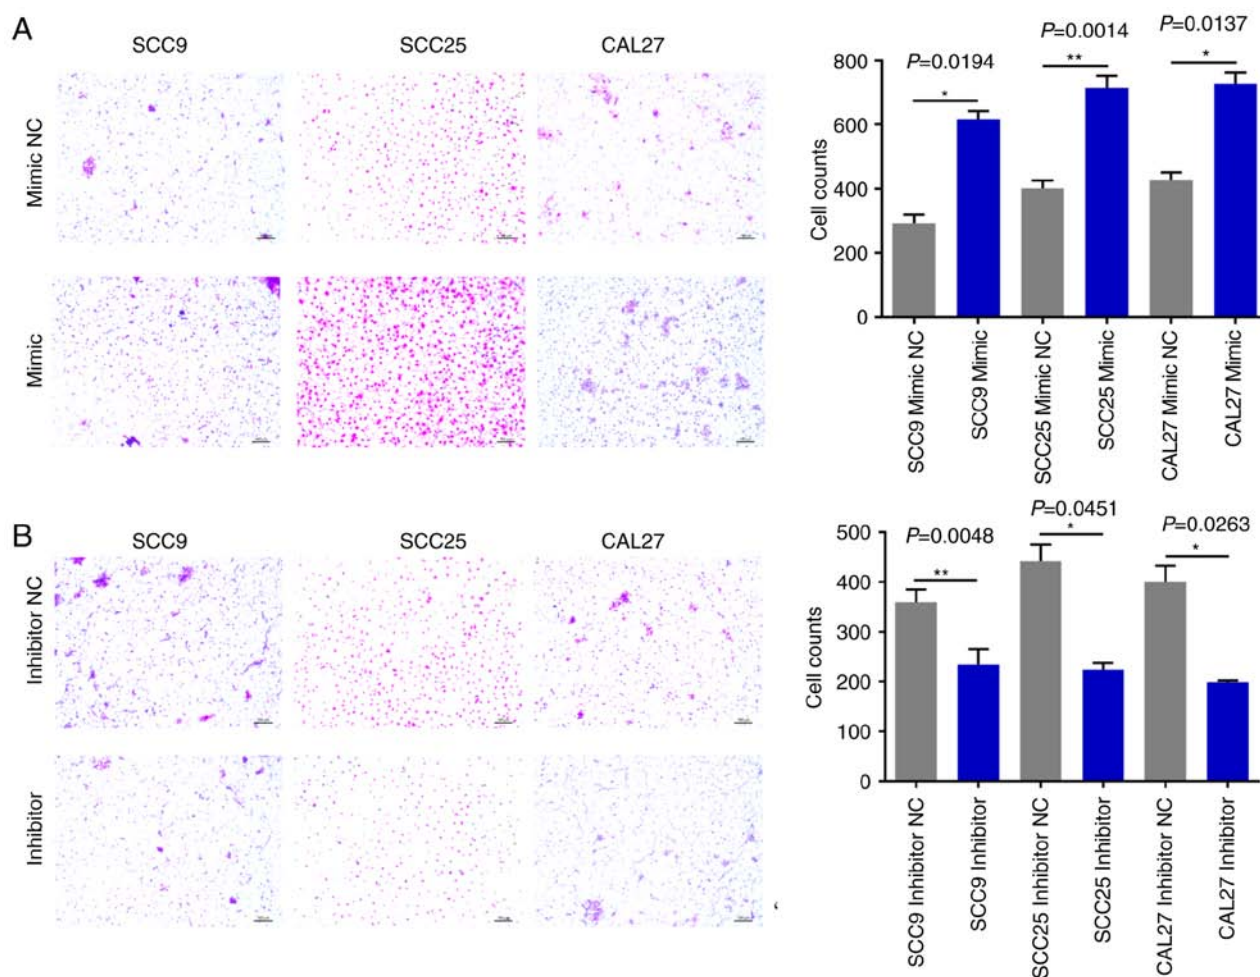 A
SCC9
SCC25
CAL27
Mimic NC
Mimic
P=0.0194
P=0.0014
P=0.0137
*
**
*
Cell counts
800
600
400
200
0
SCC9 Mimic NC
SCC9 Mimic
SCC25 Mimic NC
SCC25 Mimic
CAL27 Mimic NC
CAL27 Mimic
B
SCC9
SCC25
CAL27
Inhibitor NC
Inhibitor
P=0.0048
P=0.0451
P=0.0263
**
*
*
Cell counts
500
400
300
200
100
0
SCC9 Inhibitor NC
SCC9 Inhibitor
SCC25 Inhibitor NC
SCC25 Inhibitor
CAL27 Inhibitor NC
CAL27 Inhibitor